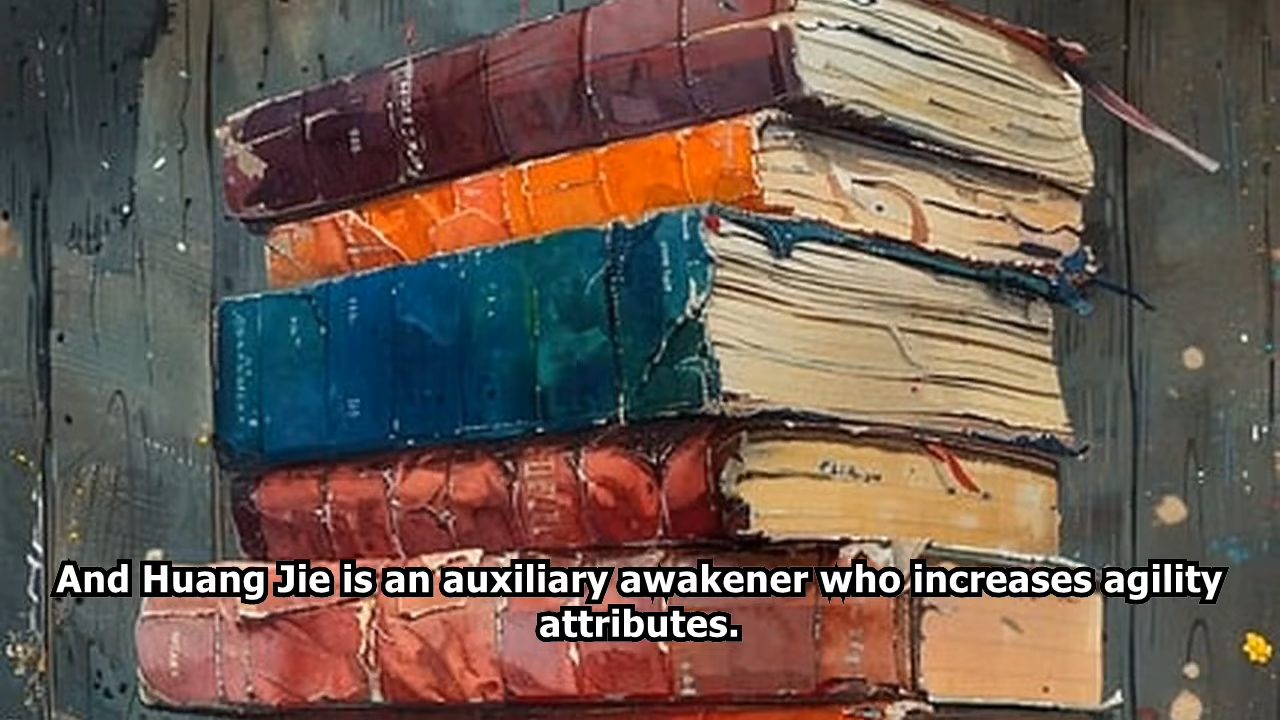 And Huang Jie is an auxiliary awakener who increases agility
attributes.